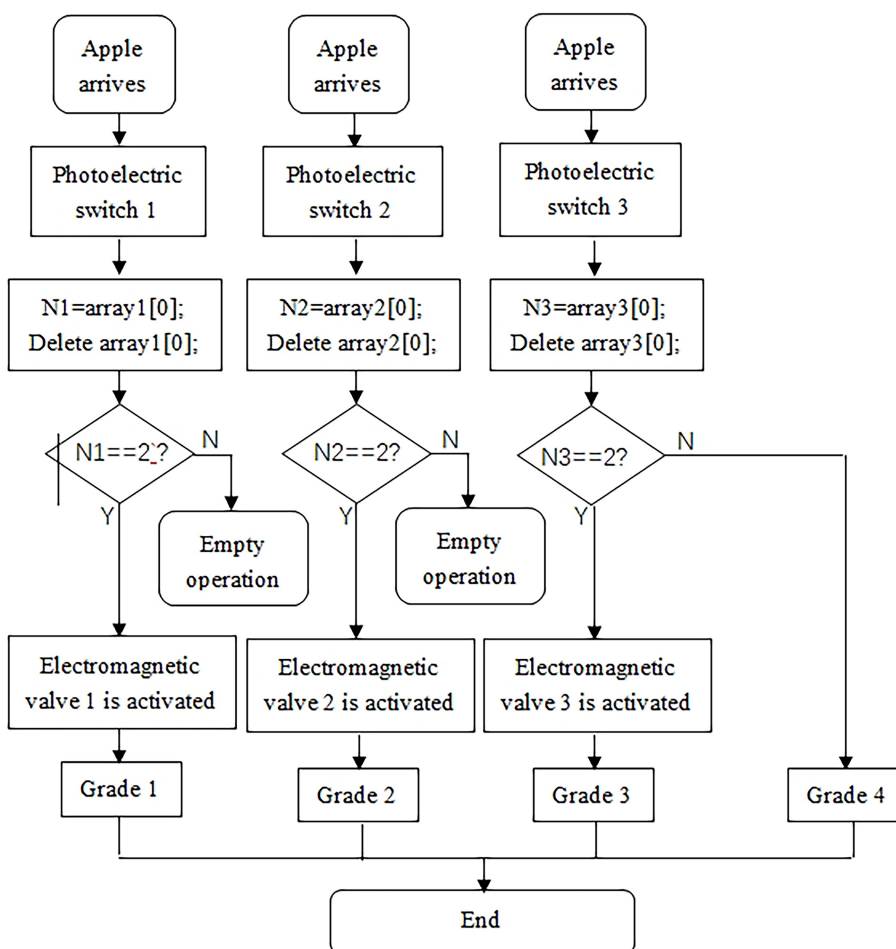 Apple
arrives
Apple
arrives
Apple
arrives
Photoelectric
switch 1
Photoelectric
switch 2
Photoelectric
switch 3
N1=array1[0];
Delete array1[0];
N2=array2[0];
Delete array2[0];
N3=array3[0];
Delete array3[0];
N1==2`?
N
Y
N2==2?
N
Y
N3==2?
N
Y
Empty
operation
Empty
operation
Electromagnetic
valve 1 is activated
Electromagnetic
valve 2 is activated
Electromagnetic
valve 3 is activated
Grade 1
Grade 2
Grade 3
Grade 4
End